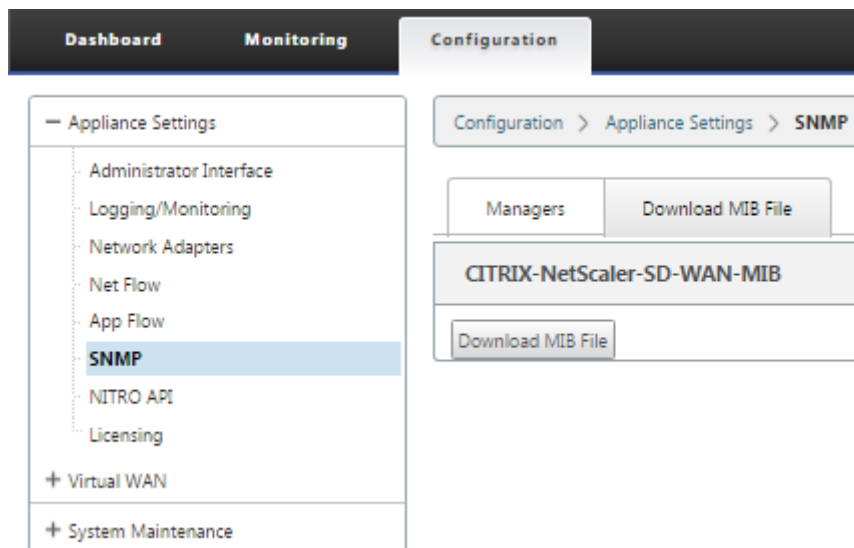 Dashboard Monitoring Configuration
— Appliance Settings
Administrator Interface
Logging/Monitoring
Network Adapters
Net Flow
App Flow
SNMP
NITRO API
Licensing
+ Virtual WAN
+ System Maintenance
Configuration > Appliance Settings > SNMP
Managers Download MIB File
CITRIX-NetScaler-SD-WAN-MIB
Download MIB File